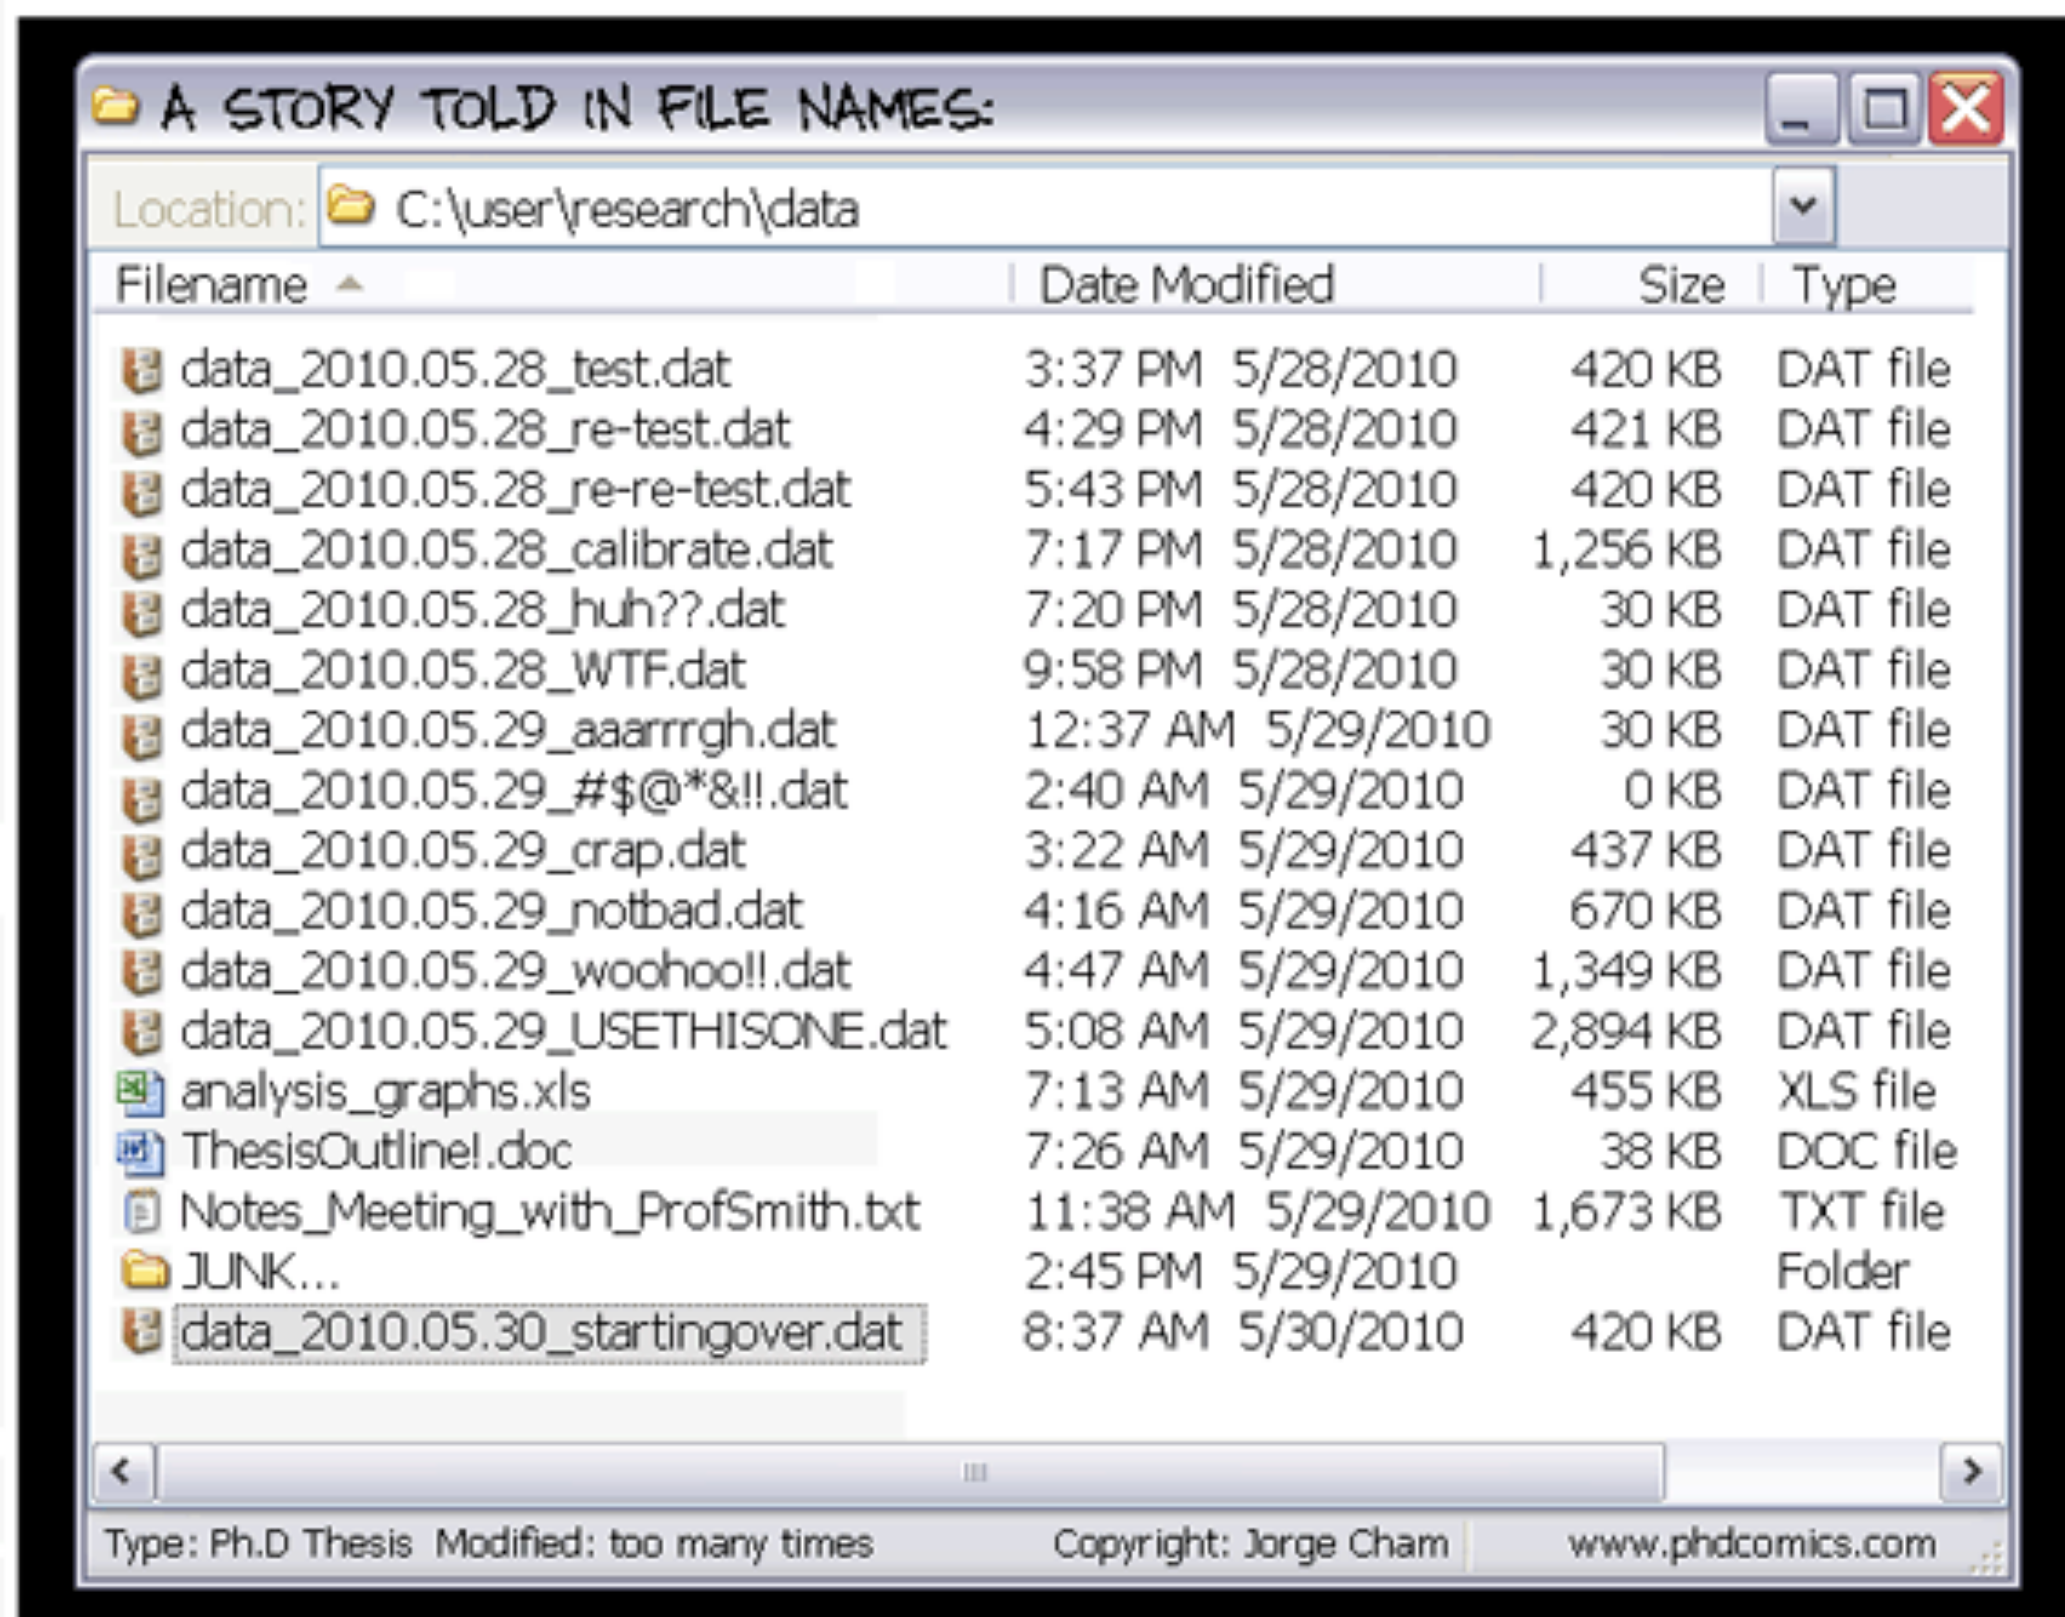 A STORY TOLD IN FILE NAMES:
Location: C:\user\research\data
Filename Date Modified Size Type
data_2010.05.28_test.dat 3:37 PM 5/28/2010 420 KB DAT file
data_2010.05.28_re-test.dat 4:29 PM 5/28/2010 421 KB DAT file
data_2010.05.28_re-re-test.dat 5:43 PM 5/28/2010 420 KB DAT file
data_2010.05.28_calibrate.dat 7:17 PM 5/28/2010 1,256 KB DAT file
data_2010.05.28_huh??.dat 7:20 PM 5/28/2010 30 KB DAT file
data_2010.05.28_WTF.dat 9:58 PM 5/28/2010 30 KB DAT file
data_2010.05.29_aaarrrgh.dat 12:37 AM 5/29/2010 30 KB DAT file
data_2010.05.29_#$@*&!!.dat 2:40 AM 5/29/2010 0 KB DAT file
data_2010.05.29_crap.dat 3:22 AM 5/29/2010 437 KB DAT file
data_2010.05.29_notbad.dat 4:16 AM 5/29/2010 670 KB DAT file
data_2010.05.29_woohoo!!.dat 4:47 AM 5/29/2010 1,349 KB DAT file
data_2010.05.29_USETHISONE.dat 5:08 AM 5/29/2010 2,894 KB DAT file
analysis_graphs.xls 7:13 AM 5/29/2010 455 KB XLS file
ThesisOutline!.doc 7:26 AM 5/29/2010 38 KB DOC file
Notes_Meeting_with_ProfSmith.txt 11:38 AM 5/29/2010 1,673 KB TXT file
JUNK... 2:45 PM 5/29/2010 Folder
data_2010.05.30_startingover.dat 8:37 AM 5/30/2010 420 KB DAT file
Type: Ph.D Thesis Modified: too many times Copyright: Jorge Cham www.phdcomics.com